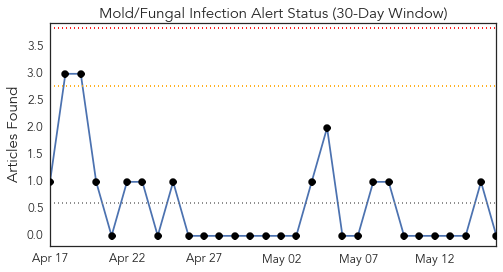 Mold/Fungal Infection Alert Status (30-Day Window)
Articles Found
3.5
3.0
2.5
2.0
1.5
1.0
0.5
0.0
Apr 17
Apr 22
Apr 27
May 02
May 07
May 12